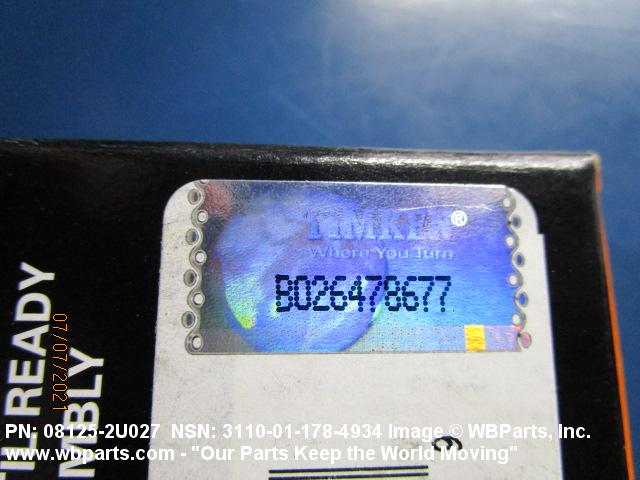 TIMKEN®
Where You Turn
B026478677
READY
MBLY
07/07/2021
6
PN: 08125-2U027 NSN: 3110-01-178-4934 Image © WBParts, Inc.
www.wbparts.com - "Our Parts Keep the World Moving"